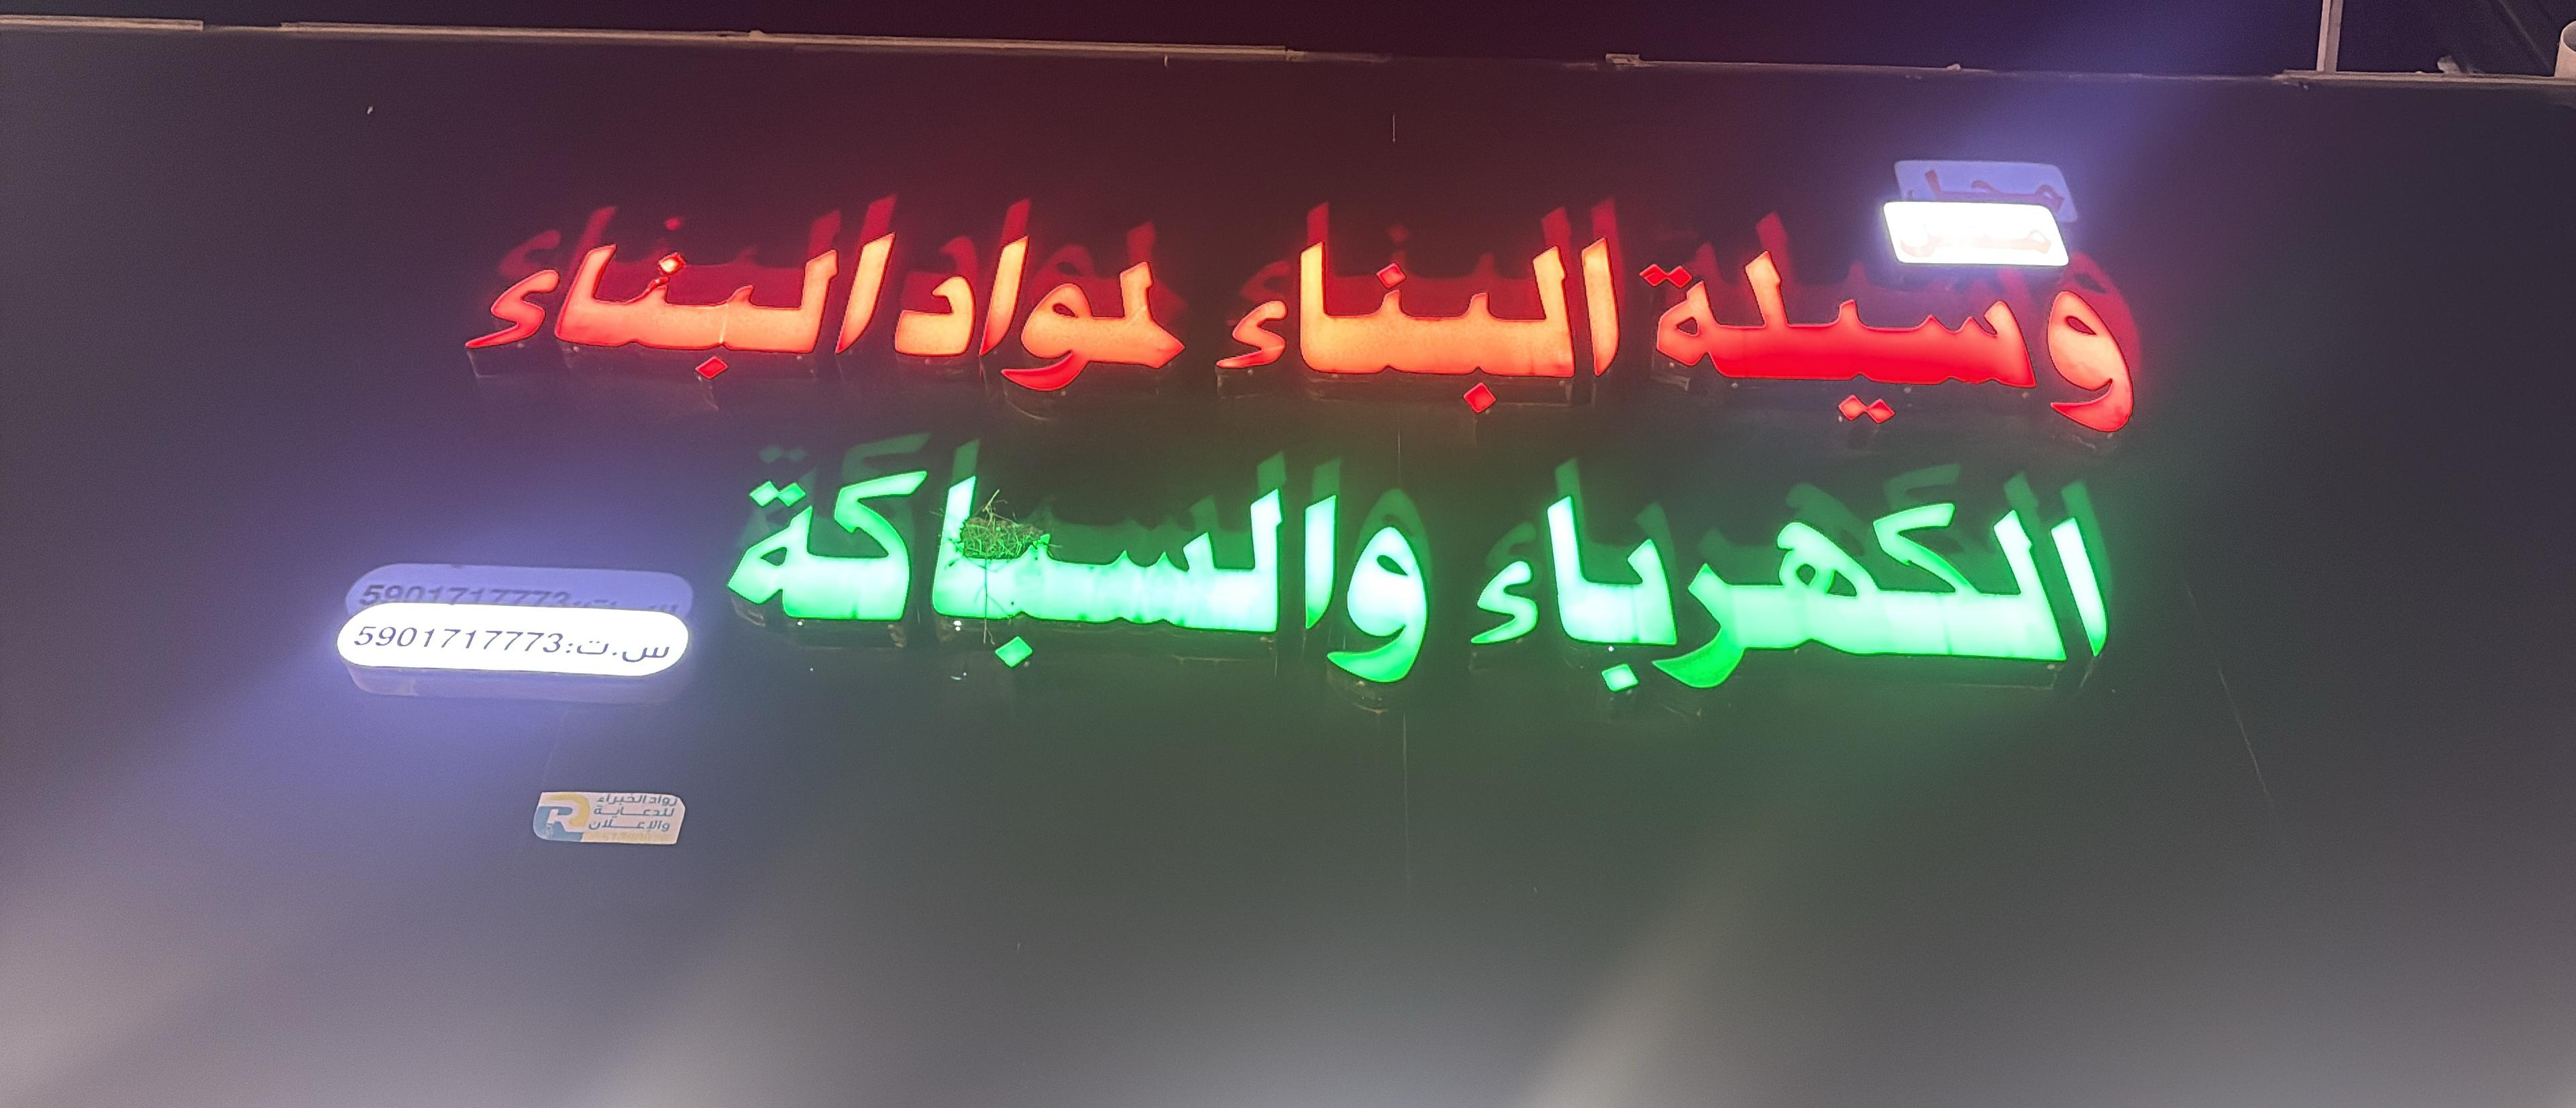 محل
وسيلة البناء لمواد البناء
الكهرباء والسباكة
س.ت:5901717773
رواد الخبراء
للدعاية
والإعلان